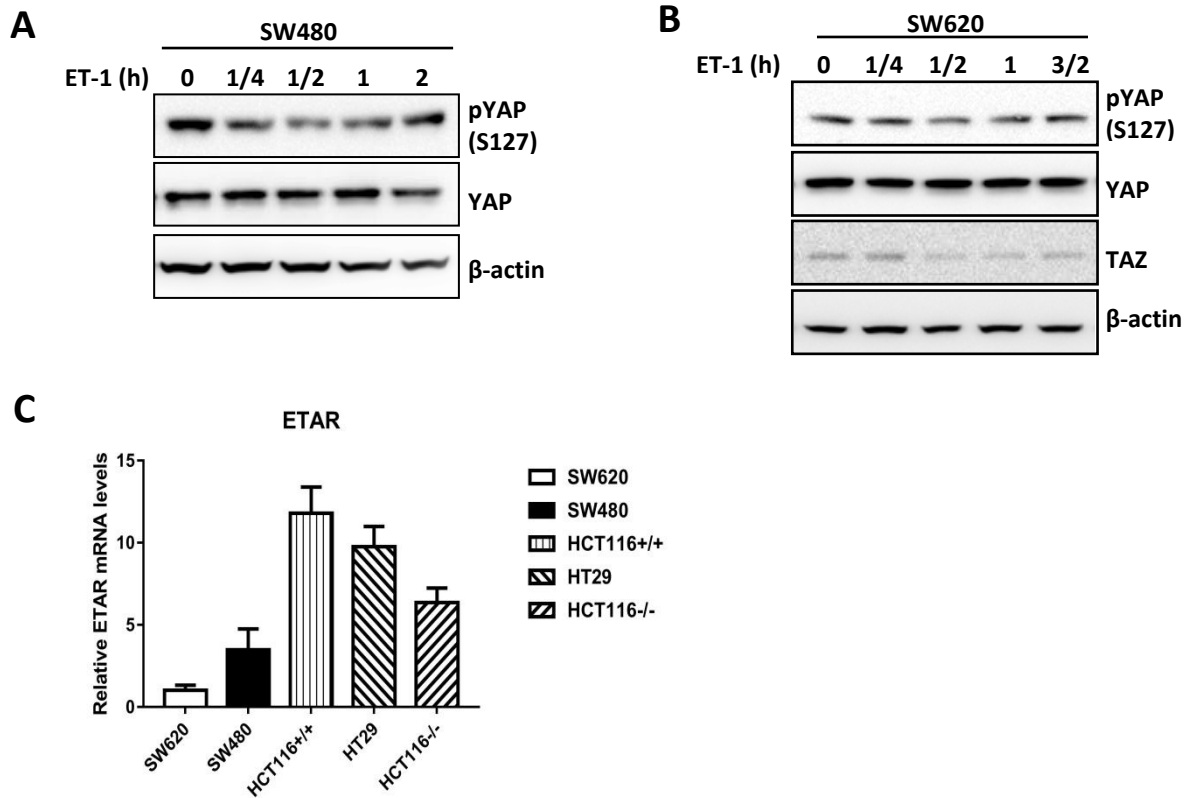 A
SW480
ET-1 (h) 0 1/4 1/2 1 2
pYAP
(S127)
YAP
β-actin
B
SW620
ET-1 (h) 0 1/4 1/2 1 3/2
pYAP
(S127)
YAP
TAZ
β-actin
C
ETAR
Relative ETAR mRNA levels
15
10
5
0
SW620
SW480
HCT116+/+
HT29
HCT116-/-
SW620
SW480
HCT116+/+
HT29
HCT116-/-